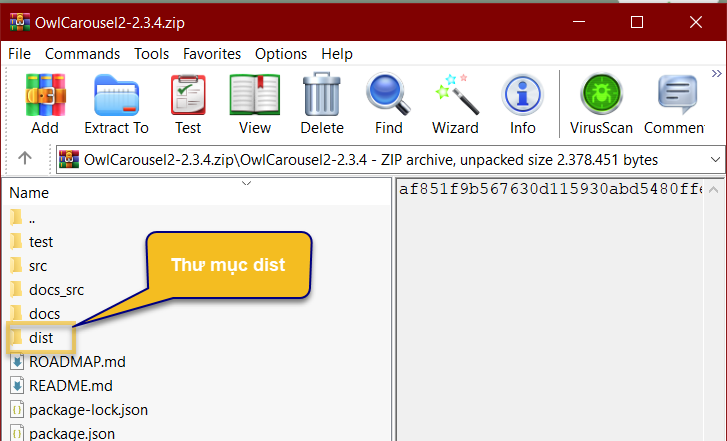 OwlCarousel2-2.3.4.zip
File Commands Tools Favorites Options Help
Add Extract To Test View Delete Find Wizard Info VirusScan Commen
OwlCarousel2-2.3.4.zip\OwlCarousel2-2.3.4 - ZIP archive, unpacked size 2.378.451 bytes
Name
af851f9b567630d115930abd5480ffe
..
test
src
Thư mục dist
docs_src
docs
dist
ROADMAP.md
README.md
package-lock.json
package.json